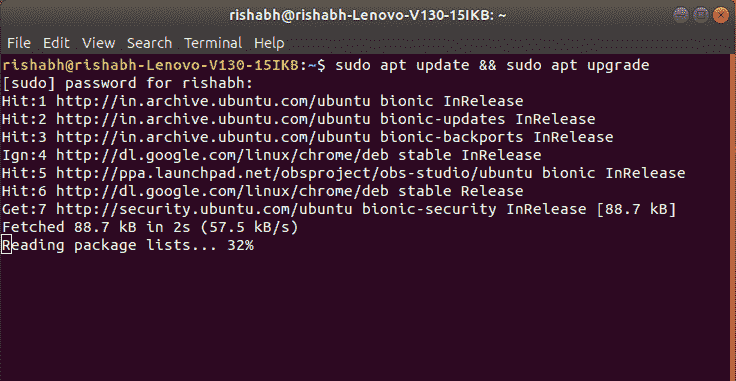 rishabh@rishabh-Lenovo-V130-15IKB: ~
File Edit View Search Terminal Help
rishabh@rishabh-Lenovo-V130-15IKB:~$ sudo apt update && sudo apt upgrade
[sudo] password for rishabh:
Hit:1 http://in.archive.ubuntu.com/ubuntu bionic InRelease
Hit:2 http://in.archive.ubuntu.com/ubuntu bionic-updates InRelease
Hit:3 http://in.archive.ubuntu.com/ubuntu bionic-backports InRelease
Ign:4 http://dl.google.com/linux/chrome/deb stable InRelease
Hit:5 http://ppa.launchpad.net/obsproject/obs-studio/ubuntu bionic InRelease
Hit:6 http://dl.google.com/linux/chrome/deb stable Release
Get:7 http://security.ubuntu.com/ubuntu bionic-security InRelease [88.7 kB]
Fetched 88.7 kB in 2s (57.5 kB/s)
Reading package lists... 32%